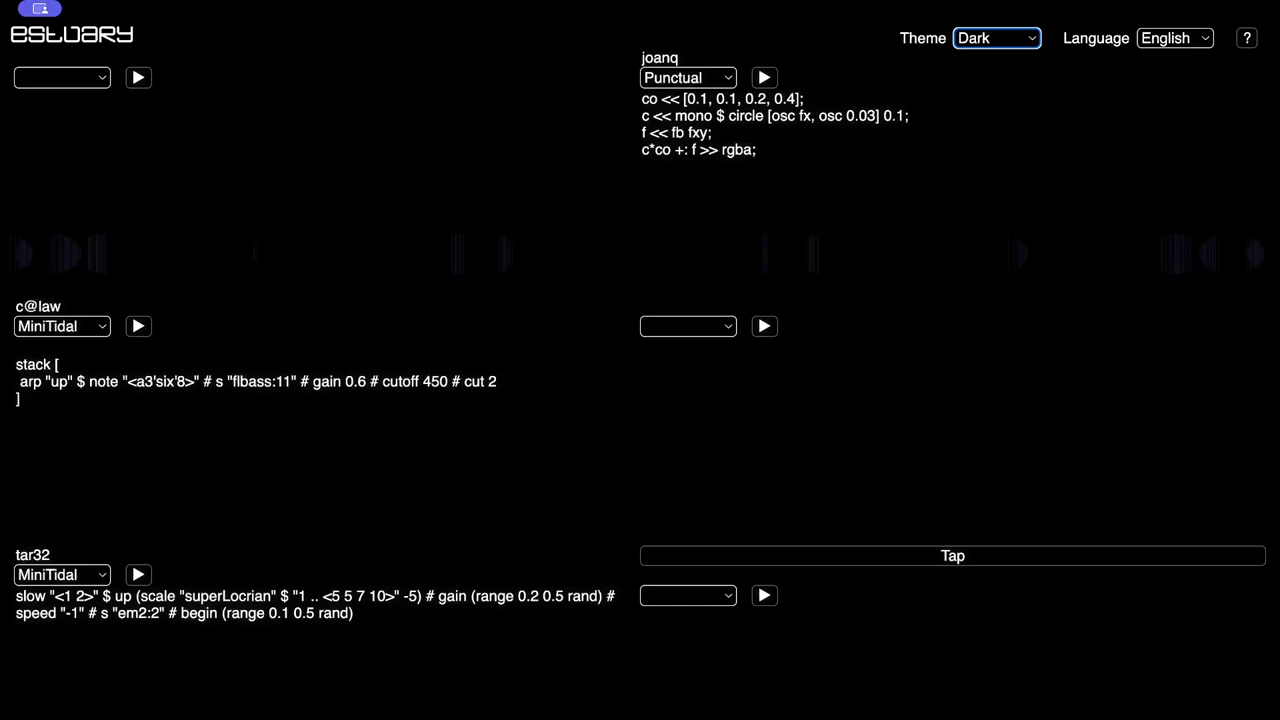 estuary
Theme Dark Language English ?
joanq
Punctual
co << [0.1, 0.1, 0.2, 0.4];
c << mono $ circle [osc fx, osc 0.03] 0.1;
f << fb fxy;
c*co +: f >> rgba;
c@law
MiniTidal
stack [
arp "up" $ note "<a3'six'8>" # s "flbass:11" # gain 0.6 # cutoff 450 # cut 2
]
tar32
MiniTidal
slow "<1 2>" $ up (scale "superLocrian" $ "1 .. <5 5 7 10>" -5) # gain (range 0.2 0.5 rand) #
speed "-1" # s "em2:2" # begin (range 0.1 0.5 rand)
Tap